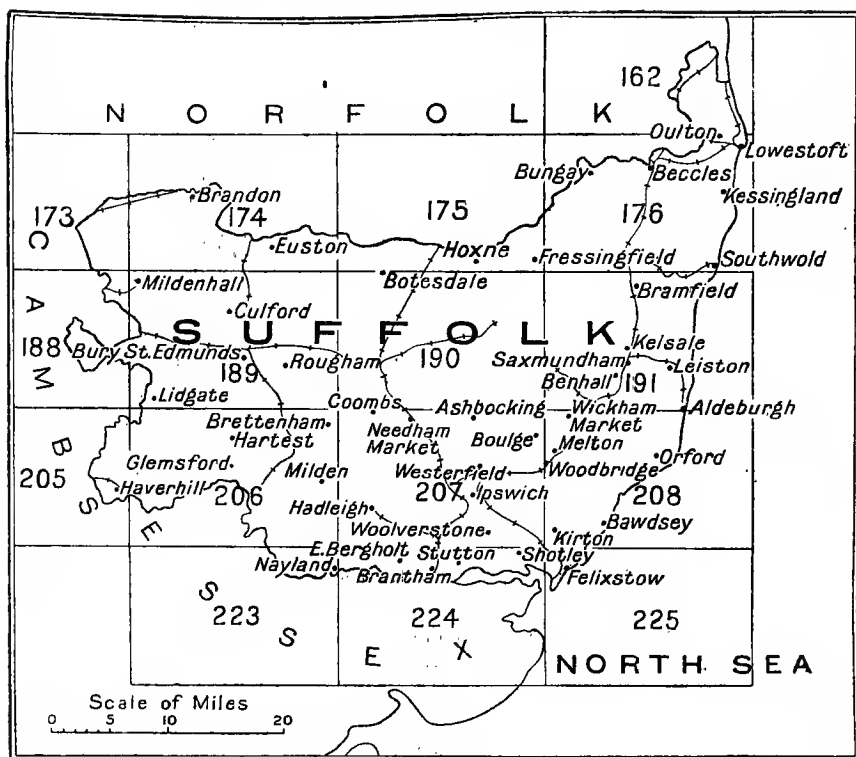 162
NORFOLK
Oulton
Lowestoft
Bungay
Beccles
Kessingland
Brandon
173
174
175
176
Euston
Hoxne
Fressingfield
Southwold
Mildenhall
Botesdale
Bramfield
Culford
SUFFOLK
CAMBS
188
Bury St. Edmunds
189
Rougham
190
Saxmundham
Kelsale
Benhall
191
Leiston
Lidgate
Coombs
Ashbocking
Wickham
Market
Aldeburgh
Brettenham
Hartest
Needham
Market
Boulge
Melton
Glemsford
Milden
Westerfield
Woodbridge
Orford
205
Haverhill
206
207
Ipswich
208
Hadleigh
Woolverstone
Kirton
Bawdsey
E. Bergholt
Stutton
Shotley
Nayland
Brantham
Felixstow
ESSEX
223
224
225
NORTH SEA
Scale of Miles
0 5 10 20